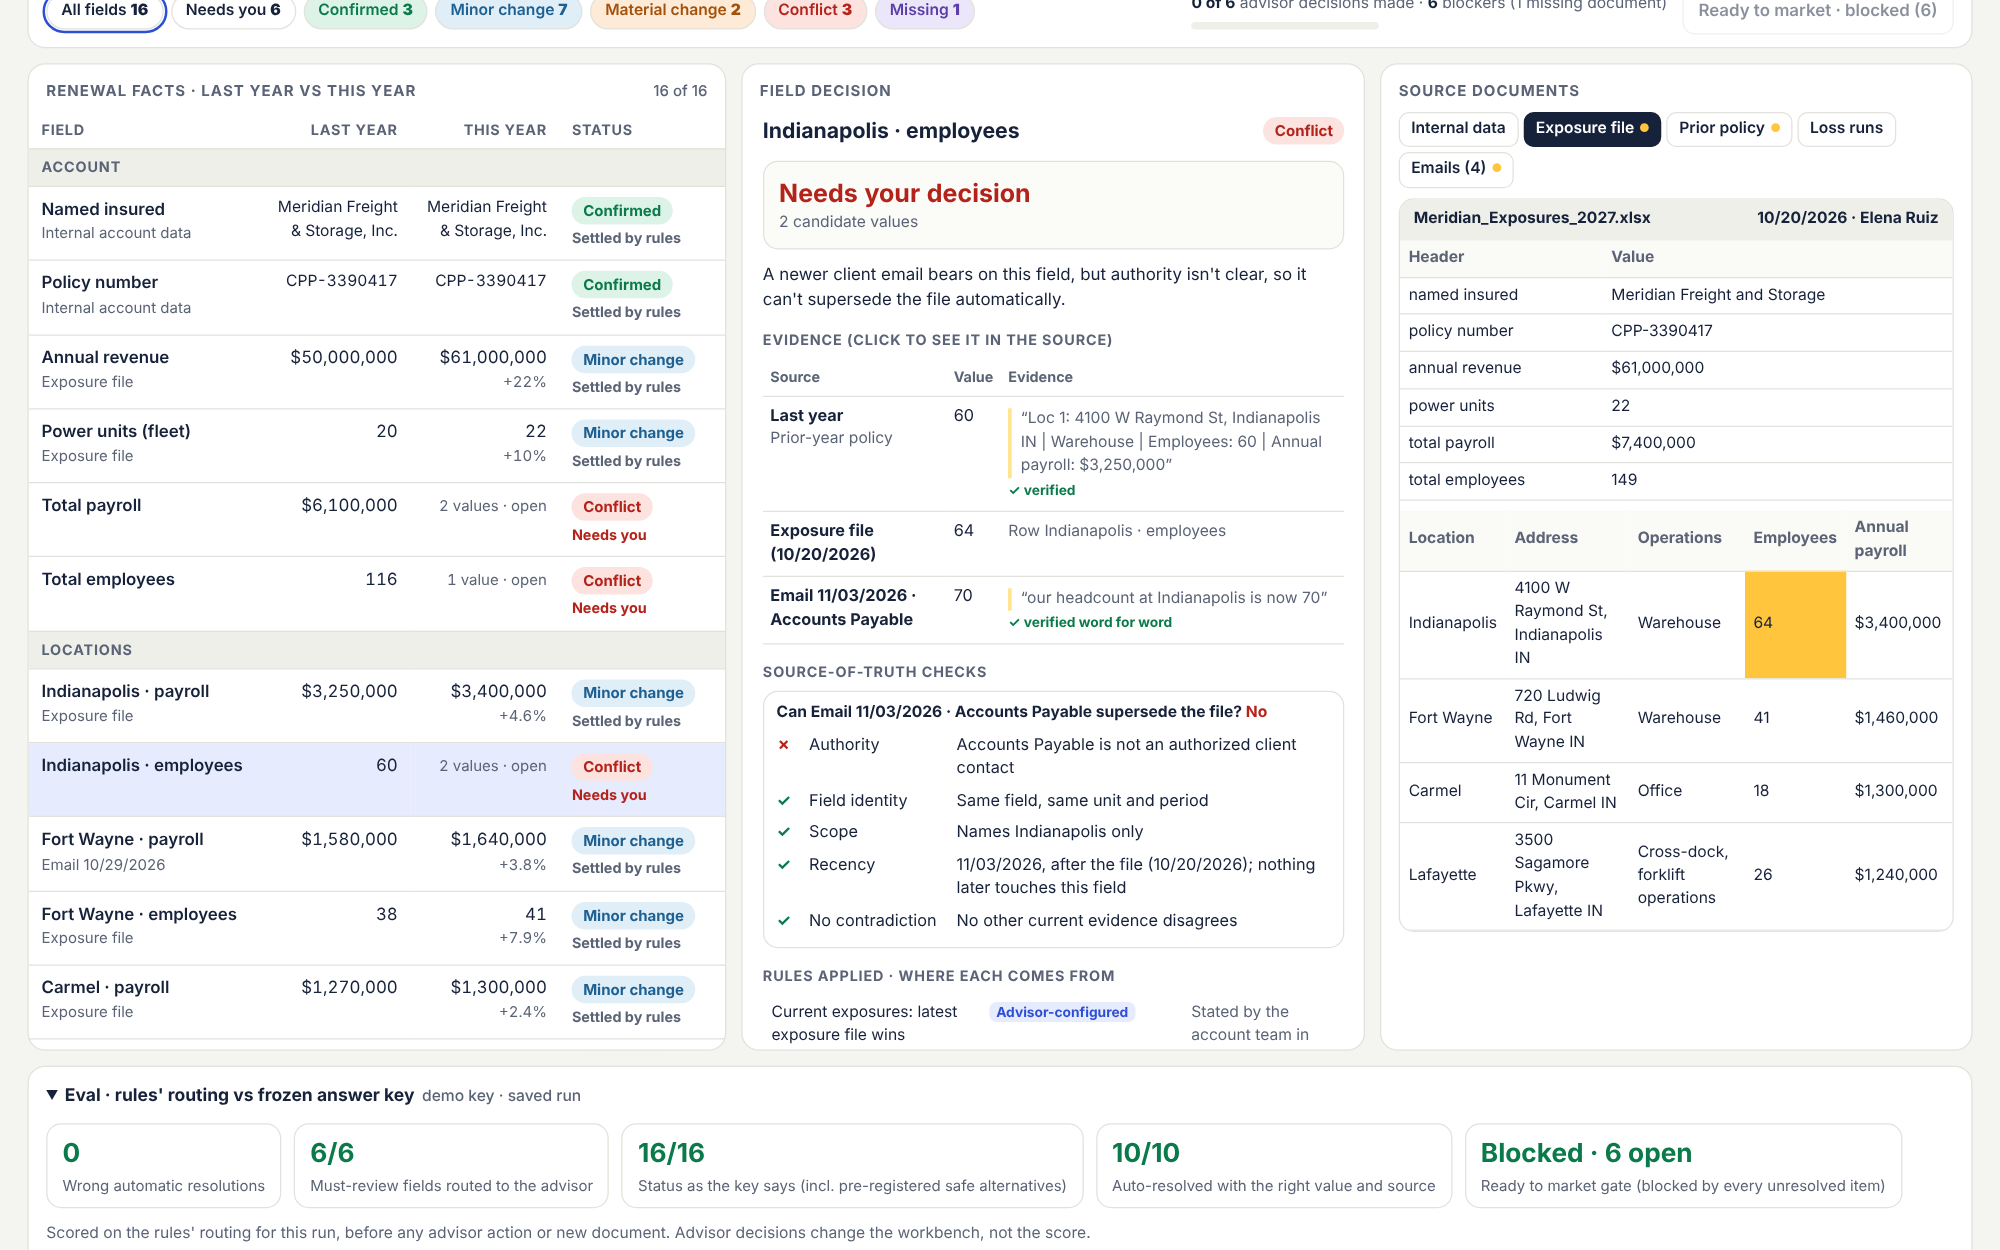 All fields 16
Needs you 6
Confirmed 3
Minor change 7
Material change 2
Conflict 3
Missing 1
0 of 6 advisor decisions made · 6 blockers (1 missing document)
Ready to market · blocked (6)
RENEWAL FACTS · LAST YEAR VS THIS YEAR
16 of 16
FIELD LAST YEAR THIS YEAR STATUS
ACCOUNT
Named insured Meridian Freight Meridian Freight Confirmed
Internal account data & Storage, Inc. & Storage, Inc. Settled by rules
Policy number CPP-3390417 CPP-3390417 Confirmed
Internal account data Settled by rules
Annual revenue $50,000,000 $61,000,000 Minor change
Exposure file +22% Settled by rules
Power units (fleet) 20 22 Minor change
Exposure file +10% Settled by rules
Total payroll $6,100,000 2 values · open Conflict
Needs you
Total employees 116 1 value · open Conflict
Needs you
LOCATIONS
Indianapolis · payroll $3,250,000 $3,400,000 Minor change
Exposure file +4.6% Settled by rules
Indianapolis · employees 60 2 values · open Conflict
Needs you
Fort Wayne · payroll $1,580,000 $1,640,000 Minor change
Email 10/29/2026 +3.8% Settled by rules
Fort Wayne · employees 38 41 Minor change
Exposure file +7.9% Settled by rules
Carmel · payroll $1,270,000 $1,300,000 Minor change
Exposure file +2.4% Settled by rules
FIELD DECISION
Indianapolis · employees Conflict
Needs your decision
2 candidate values
A newer client email bears on this field, but authority isn't clear, so it
can't supersede the file automatically.
EVIDENCE (CLICK TO SEE IT IN THE SOURCE)
Source Value Evidence
Last year 60 “Loc 1: 4100 W Raymond St, Indianapolis
Prior-year policy IN | Warehouse | Employees: 60 | Annual
payroll: $3,250,000”
✓ verified
Exposure file 64 Row Indianapolis · employees
(10/20/2026)
Email 11/03/2026 · 70 “our headcount at Indianapolis is now 70”
Accounts Payable ✓ verified word for word
SOURCE-OF-TRUTH CHECKS
Can Email 11/03/2026 · Accounts Payable supersede the file? No
✕ Authority Accounts Payable is not an authorized client
contact
✓ Field identity Same field, same unit and period
✓ Scope Names Indianapolis only
✓ Recency 11/03/2026, after the file (10/20/2026); nothing
later touches this field
✓ No contradiction No other current evidence disagrees
RULES APPLIED · WHERE EACH COMES FROM
Current exposures: latest Advisor-configured Stated by the
exposure file wins account team in
SOURCE DOCUMENTS
Internal data
Exposure file
Prior policy
Loss runs
Emails (4)
Meridian_Exposures_2027.xlsx 10/20/2026 · Elena Ruiz
Header Value
named insured Meridian Freight and Storage
policy number CPP-3390417
annual revenue $61,000,000
power units 22
total payroll $7,400,000
total employees 149
Location Address Operations Employees Annual
payroll
4100 W
Raymond St,
Indianapolis
IN
Indianapolis Warehouse 64 $3,400,000
720 Ludwig
Rd, Fort
Wayne IN
Fort Wayne Warehouse 41 $1,460,000
11 Monument
Cir, Carmel IN
Carmel Office 18 $1,300,000
3500
Sagamore
Pkwy,
Lafayette IN
Cross-dock,
forklift
operations
Lafayette 26 $1,240,000
▼ Eval · rules' routing vs frozen answer key demo key · saved run
0
Wrong automatic resolutions
6/6
Must-review fields routed to the advisor
16/16
Status as the key says (incl. pre-registered safe alternatives)
10/10
Auto-resolved with the right value and source
Blocked · 6 open
Ready to market gate (blocked by every unresolved item)
Scored on the rules' routing for this run, before any advisor action or new document. Advisor decisions change the workbench, not the score.